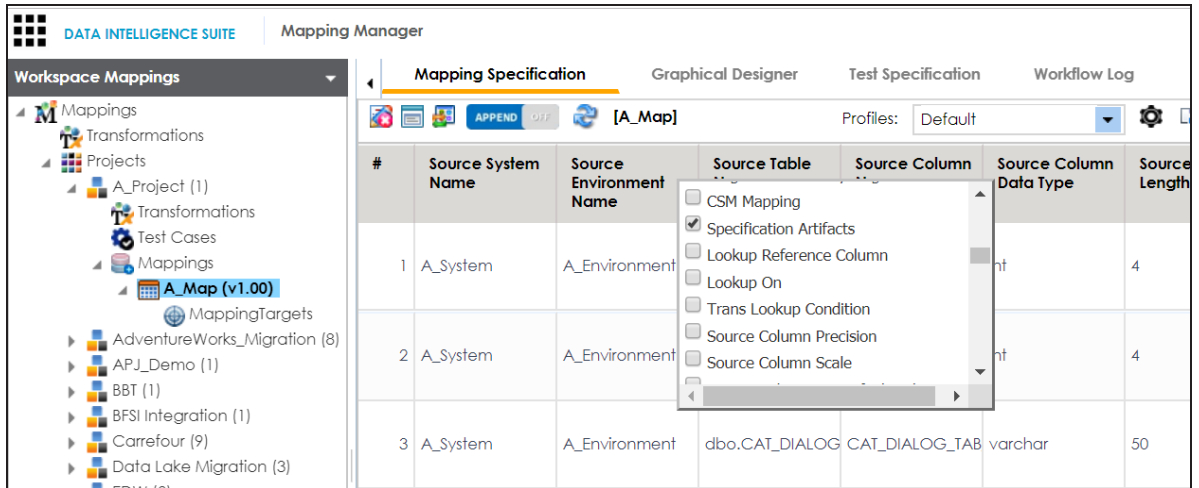 DATA INTELLIGENCE SUITE
Mapping Manager
Workspace Mappings
Mappings
Transformations
Projects
A_Project (1)
Transformations
Test Cases
Mappings
A_Map (v1.00)
MappingTargets
AdventureWorks_Migration (8)
APJ_Demo (1)
BBT (1)
BFSI Integration (1)
Carrefour (9)
Data Lake Migration (3)
Mapping Specification
Graphical Designer
Test Specification
Workflow Log
APPEND OFF
[A_Map]
Profiles: Default
# Source System Source Source Table Source Column Source Column Source
Name Environment Data Type Length
Name
CSM Mapping
Specification Artifacts
Lookup Reference Column
Lookup On
Trans Lookup Condition
Source Column Precision
Source Column Scale
1 A_System A_Environment nt 4
2 A_System A_Environment nt 4
3 A_System A_Environment dbo.CAT_DIALOG CAT_DIALOG_TAB varchar 50